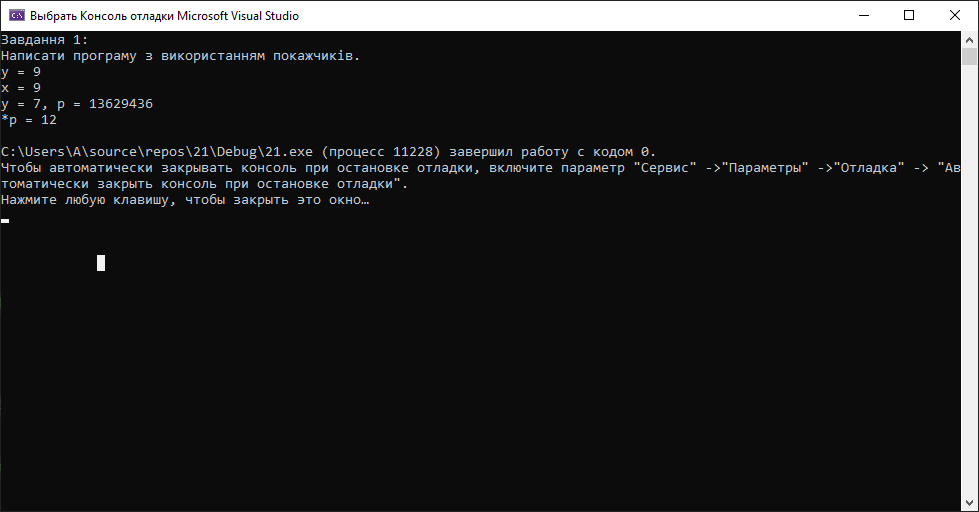 Выбрать Консоль отладки Microsoft Visual Studio
Завдання 1:
Написати програму з використанням покажчиків.
y = 9
x = 9
y = 7, p = 13629436
*p = 12
C:\Users\A\source\repos\21\Debug\21.exe (процесс 11228) завершил работу с кодом 0.
Чтобы автоматически закрывать консоль при остановке отладки, включите параметр "Сервис" ->"Параметры" ->"Отладка" -> "Ав
томатически закрыть консоль при остановке отладки".
Нажмите любую клавишу, чтобы закрыть это окно…